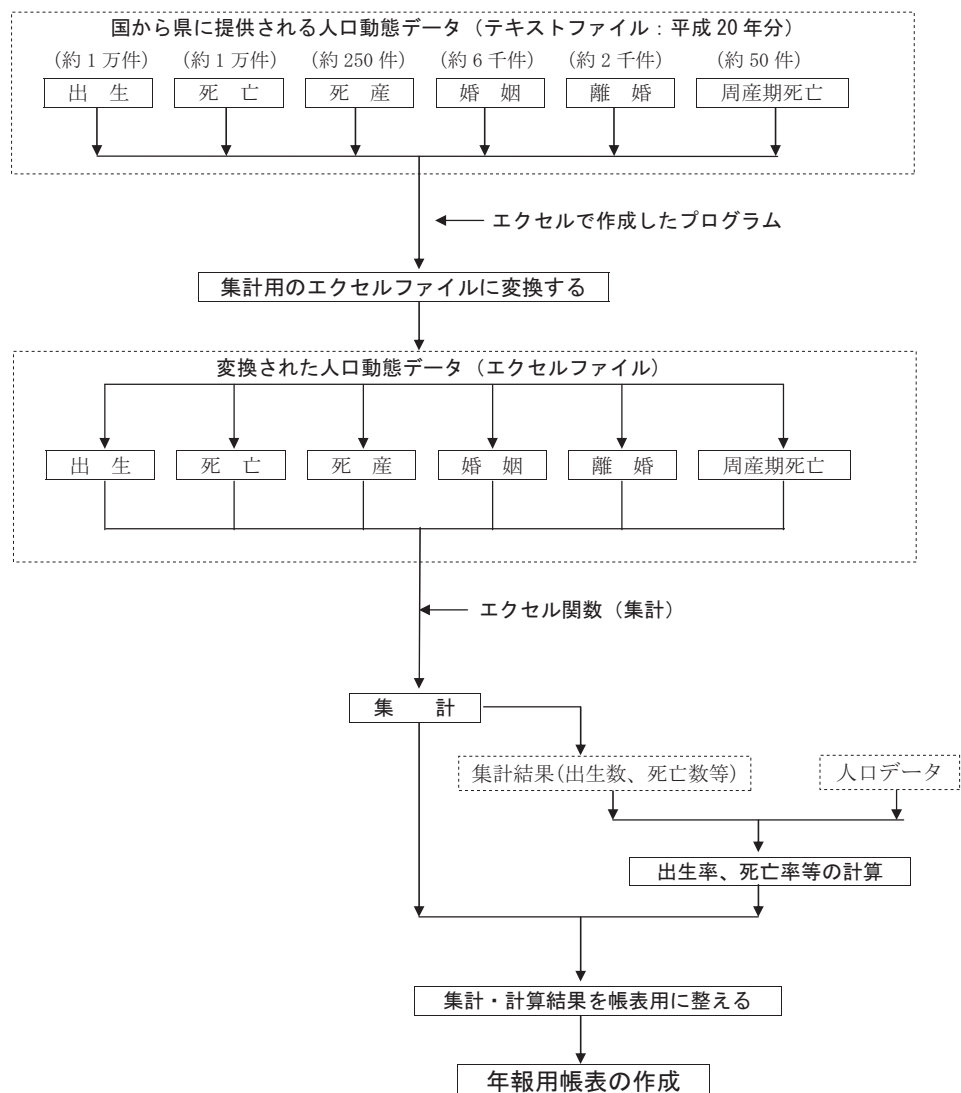 国から県に提供される人口動態データ（テキストファイル：平成 20 年分）
(約 1 万件) (約 1 万件) (約 250 件) (約 6 千件) (約 2 千件) (約 50 件)
出 生 死 亡 死 産 婚 姻 離 婚 周産期死亡
エクセルで作成したプログラム
集計用のエクセルファイルに変換する
変換された人口動態データ（エクセルファイル）
出 生 死 亡 死 産 婚 姻 離 婚 周産期死亡
エクセル関数（集計）
集 計
集計結果(出生数、死亡数等) 人口データ
出生率、死亡率等の計算
集計・計算結果を帳表用に整える
年報用帳表の作成